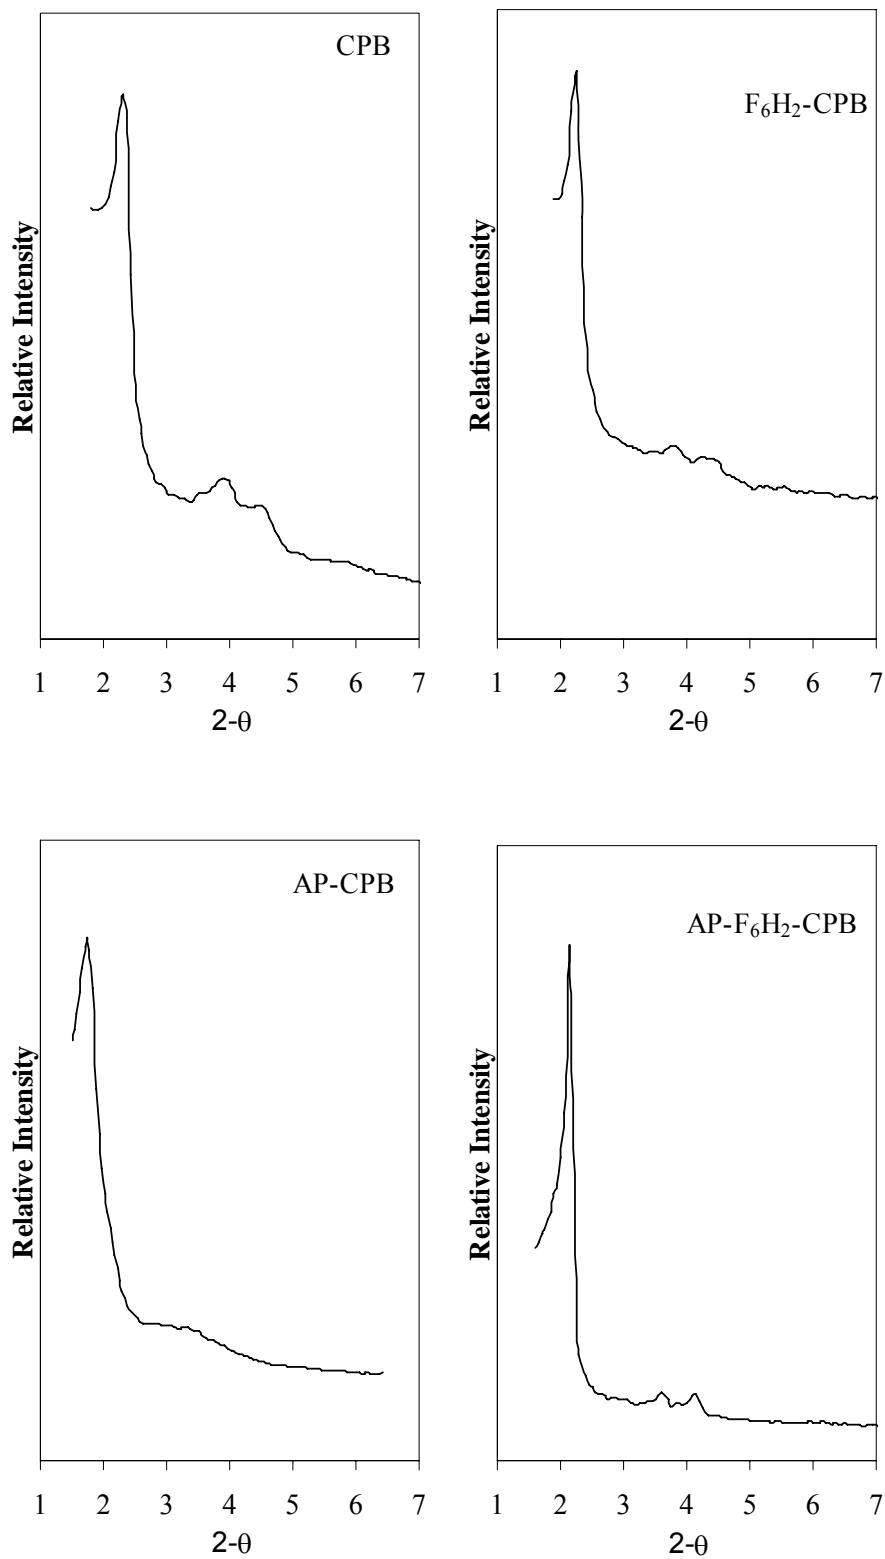 CPB
Relative Intensity
1 2 3 4 5 6 7
2-θ
F₆H₂-CPB
Relative Intensity
1 2 3 4 5 6 7
2-θ
AP-CPB
Relative Intensity
1 2 3 4 5 6 7
2-θ
AP-F₆H₂-CPB
Relative Intensity
1 2 3 4 5 6 7
2-θ